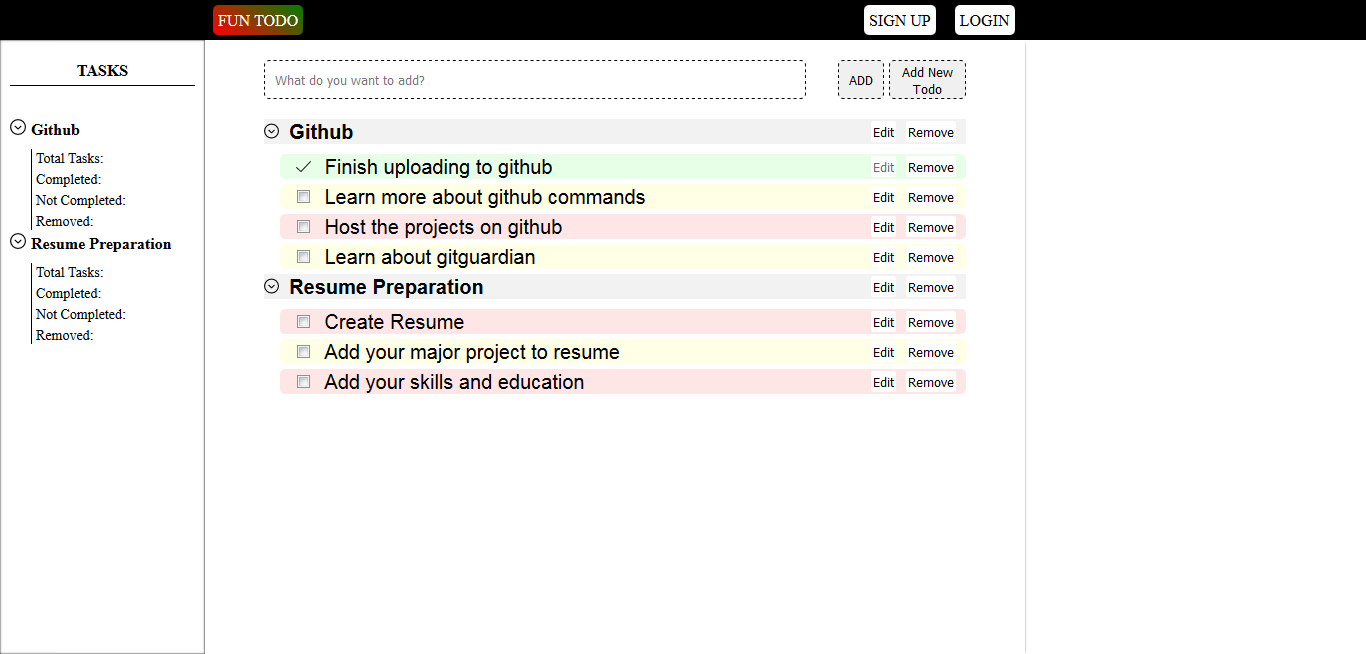 FUN TODO SIGN UP LOGIN
TASKS
Github
Total Tasks:
Completed:
Not Completed:
Removed:
Resume Preparation
Total Tasks:
Completed:
Not Completed:
Removed:
What do you want to add? ADD Add New
Todo
Github Edit Remove
Finish uploading to github Edit Remove
Learn more about github commands Edit Remove
Host the projects on github Edit Remove
Learn about gitguardian Edit Remove
Resume Preparation Edit Remove
Create Resume Edit Remove
Add your major project to resume Edit Remove
Add your skills and education Edit Remove